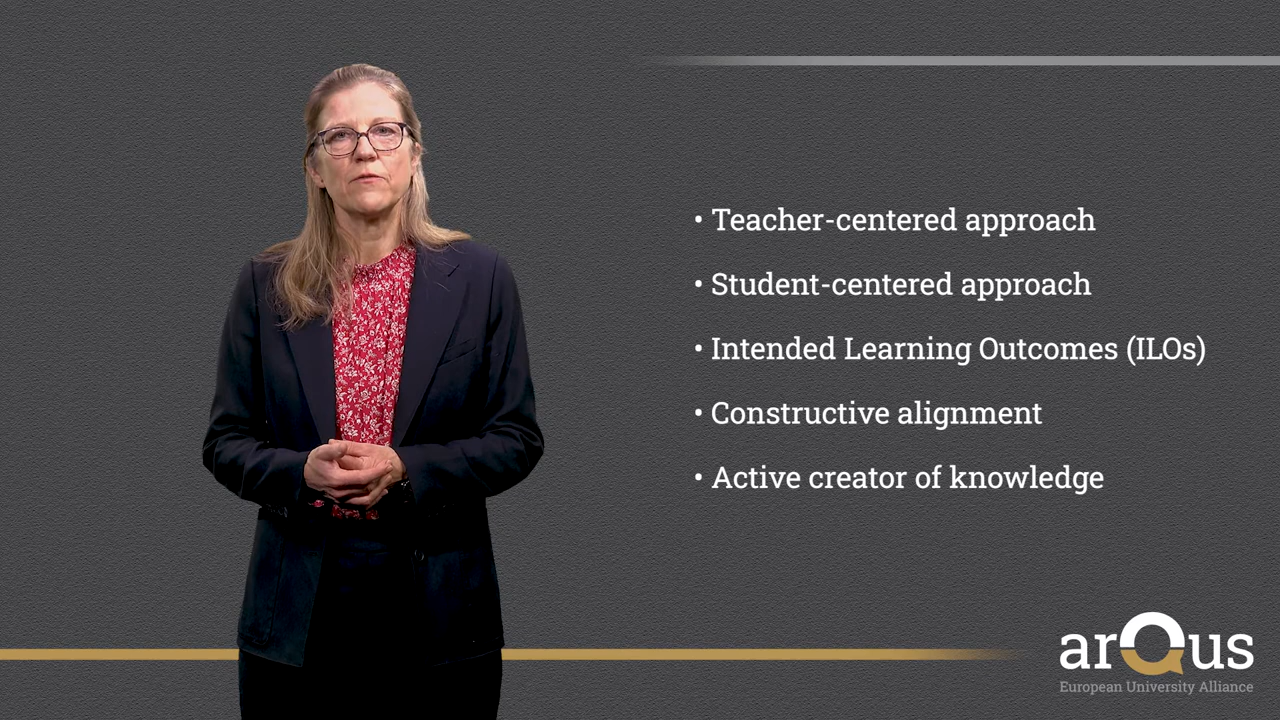 • Teacher-centered approach
• Student-centered approach
• Intended Learning Outcomes (ILOs)
• Constructive alignment
• Active creator of knowledge
arQus
European University Alliance